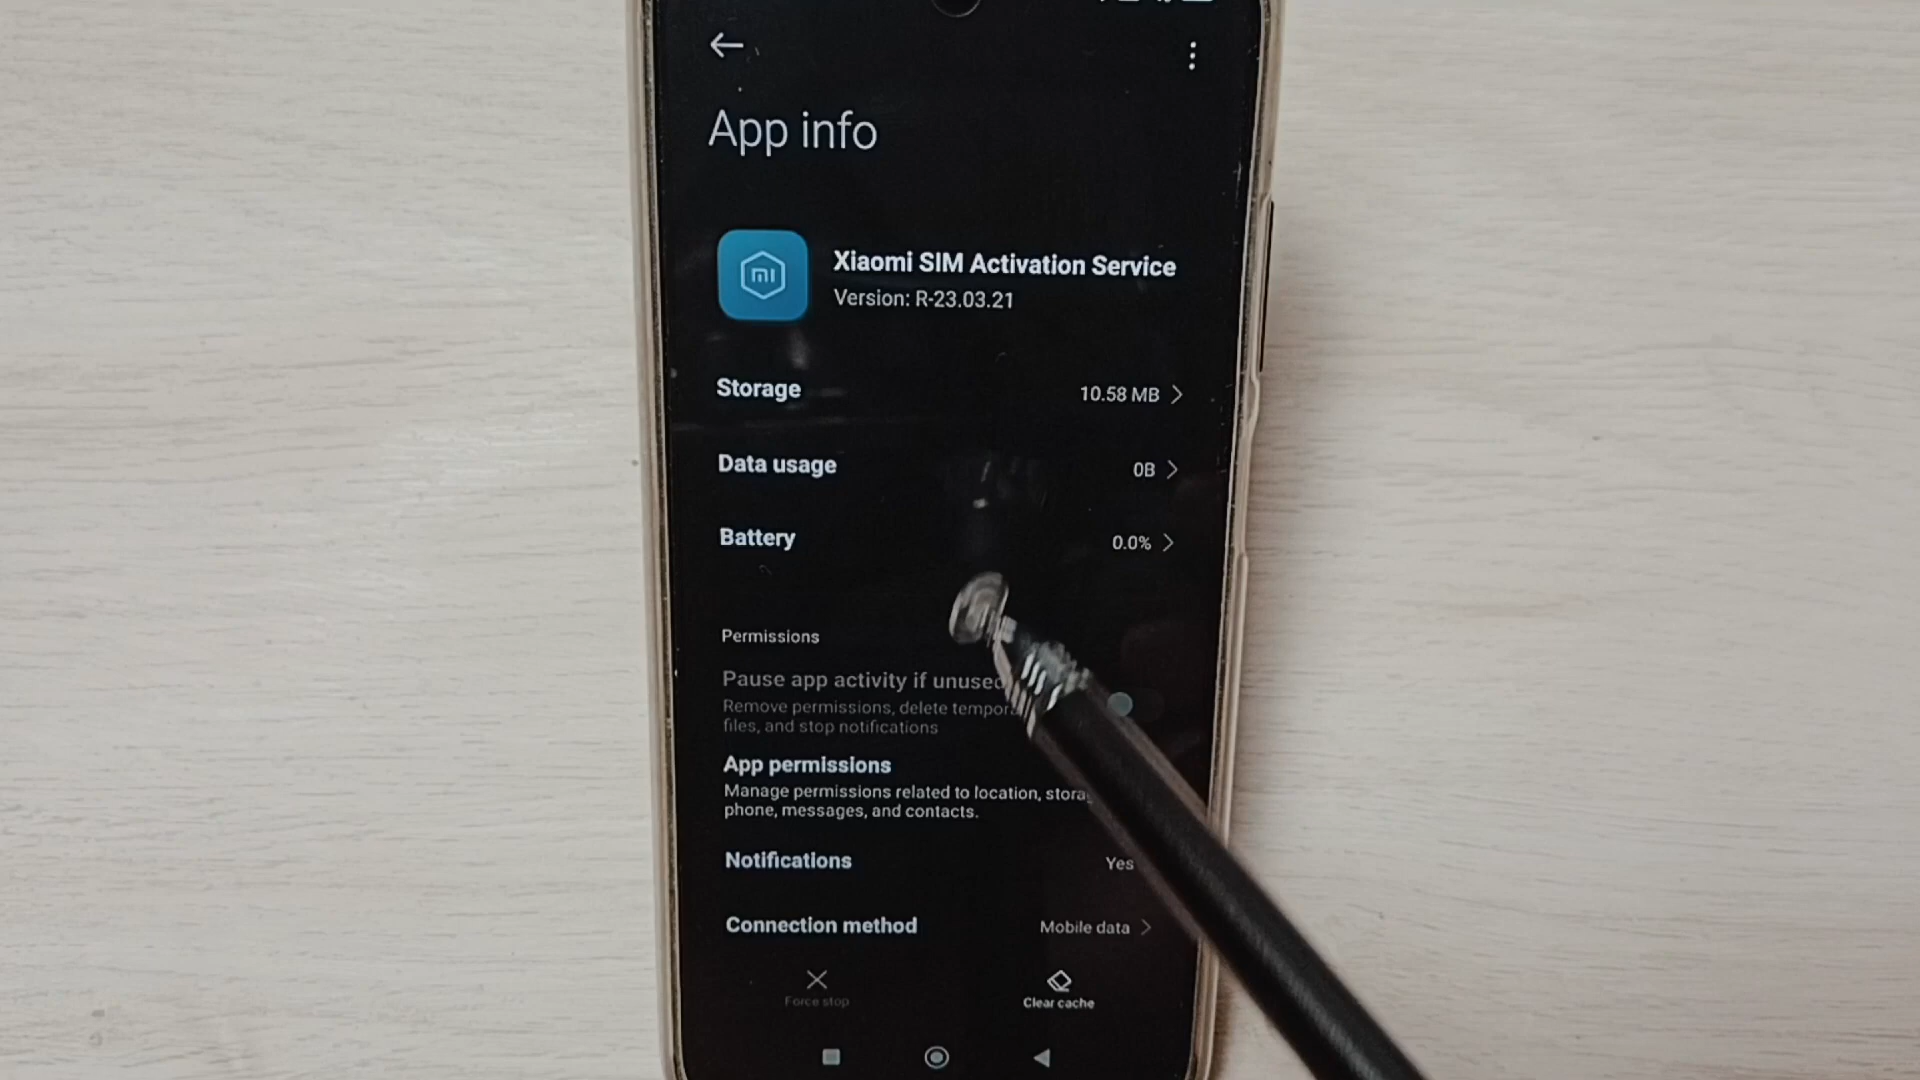 App info
mi
Xiaomi SIM Activation Service
Version: R-23.03.21
Storage 10.58 MB
Data usage 0B
Battery 0.0%
Permissions
Pause app activity if unused
Remove permissions, delete
files, and stop notifications
App permissions
Manage permissions related to location,
phone, messages, and contacts.
Notifications Yes
Connection method Mobile data
Force stop Clear cache